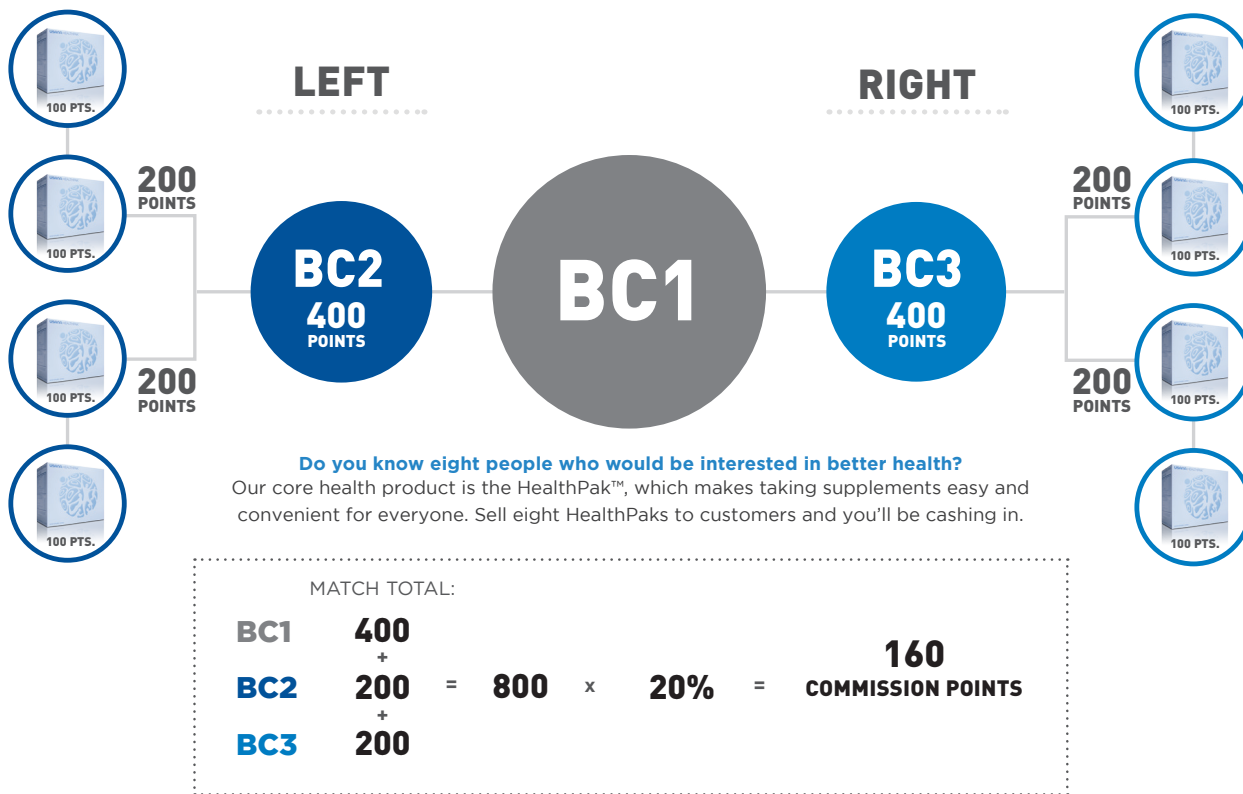 LEFT
RIGHT
100 PTS.
100 PTS.
100 PTS.
100 PTS.
200
POINTS
200
POINTS
BC2
400
POINTS
BC1
BC3
400
POINTS
200
POINTS
200
POINTS
100 PTS.
100 PTS.
100 PTS.
100 PTS.
Do you know eight people who would be interested in better health?
Our core health product is the HealthPak™, which makes taking supplements easy and
convenient for everyone. Sell eight HealthPaks to customers and you’ll be cashing in.
MATCH TOTAL:
BC1 400
+
BC2 200 = 800 x 20% = 160
COMMISSION POINTS
+
BC3 200